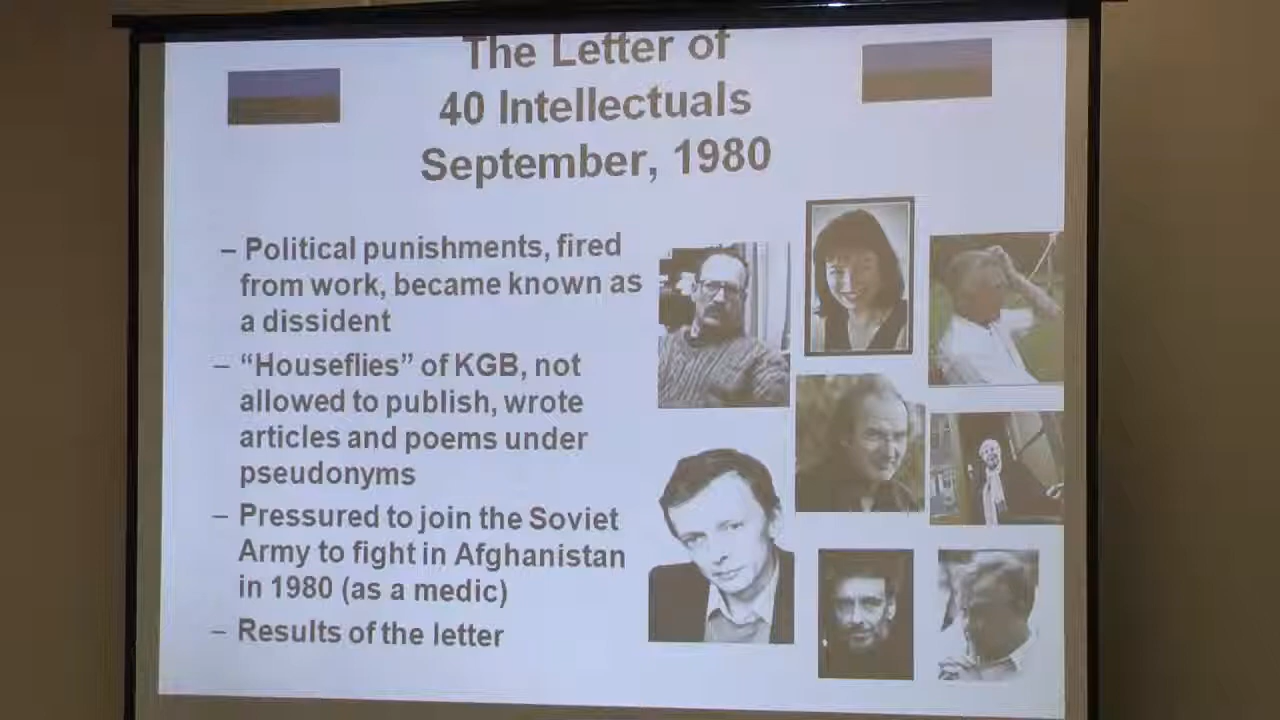 The Letter of
40 Intellectuals
September, 1980
– Political punishments, fired
from work, became known as
a dissident
– “Houseflies” of KGB, not
allowed to publish, wrote
articles and poems under
pseudonyms
– Pressured to join the Soviet
Army to fight in Afghanistan
in 1980 (as a medic)
– Results of the letter